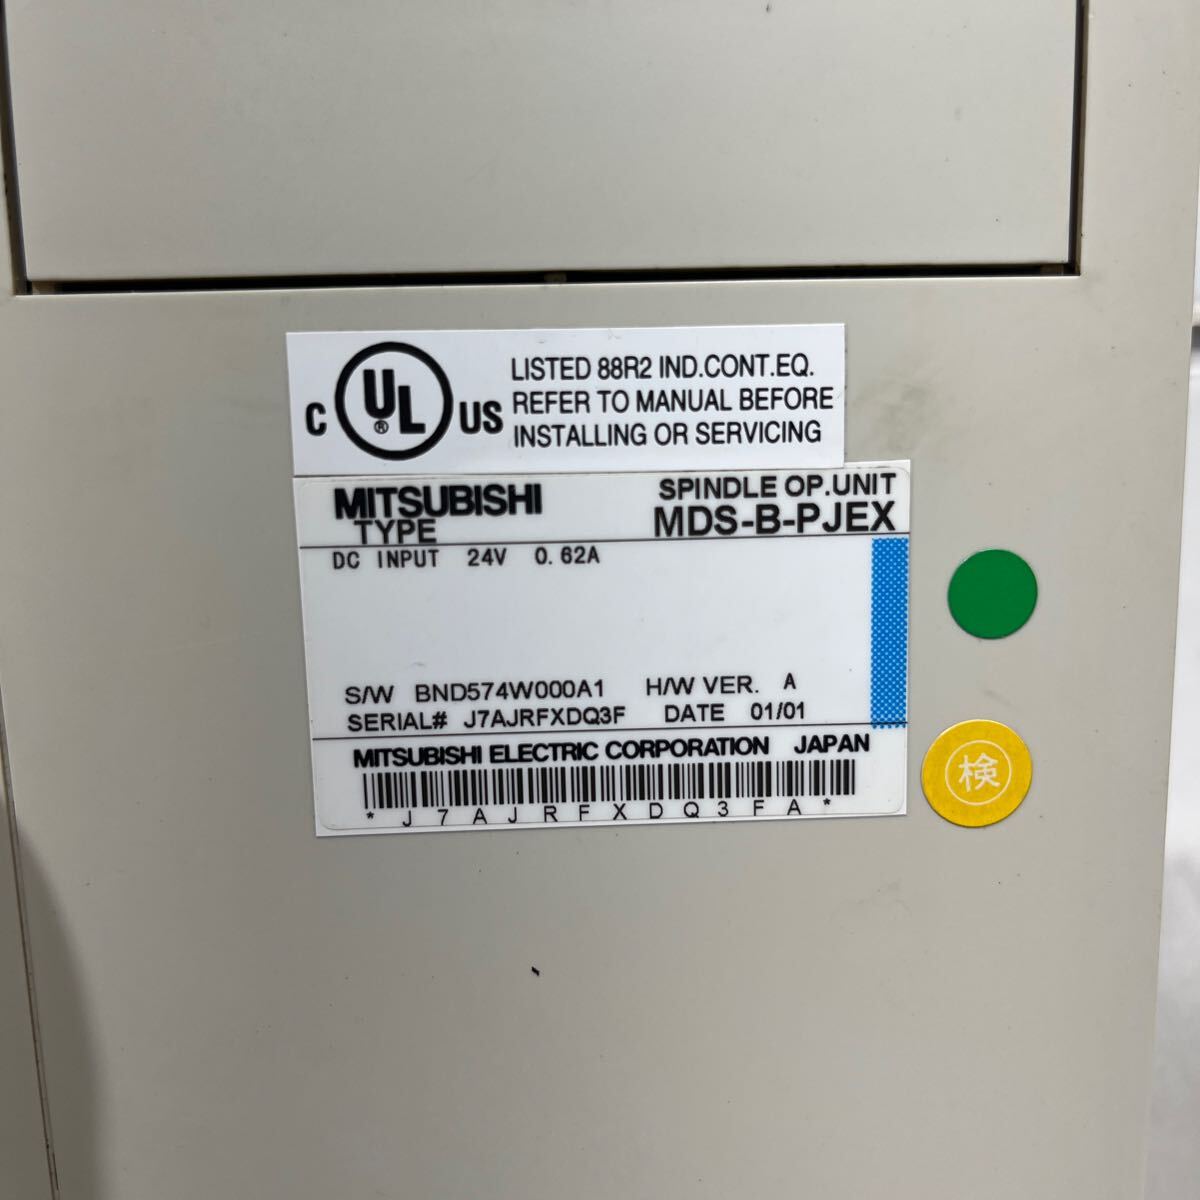 C UL® US
LISTED 88R2 IND.CONT.EQ.
REFER TO MANUAL BEFORE
INSTALLING OR SERVICING
MITSUBISHI SPINDLE OP.UNIT
TYPE MDS-B-PJEX
DC INPUT 24V 0.62A
S/W BND574W000A1 H/W VER. A
SERIAL# J7AJRFXDQ3F DATE 01/01
MITSUBISHI ELECTRIC CORPORATION JAPAN
*J7AJRFXDQ3FA*
検